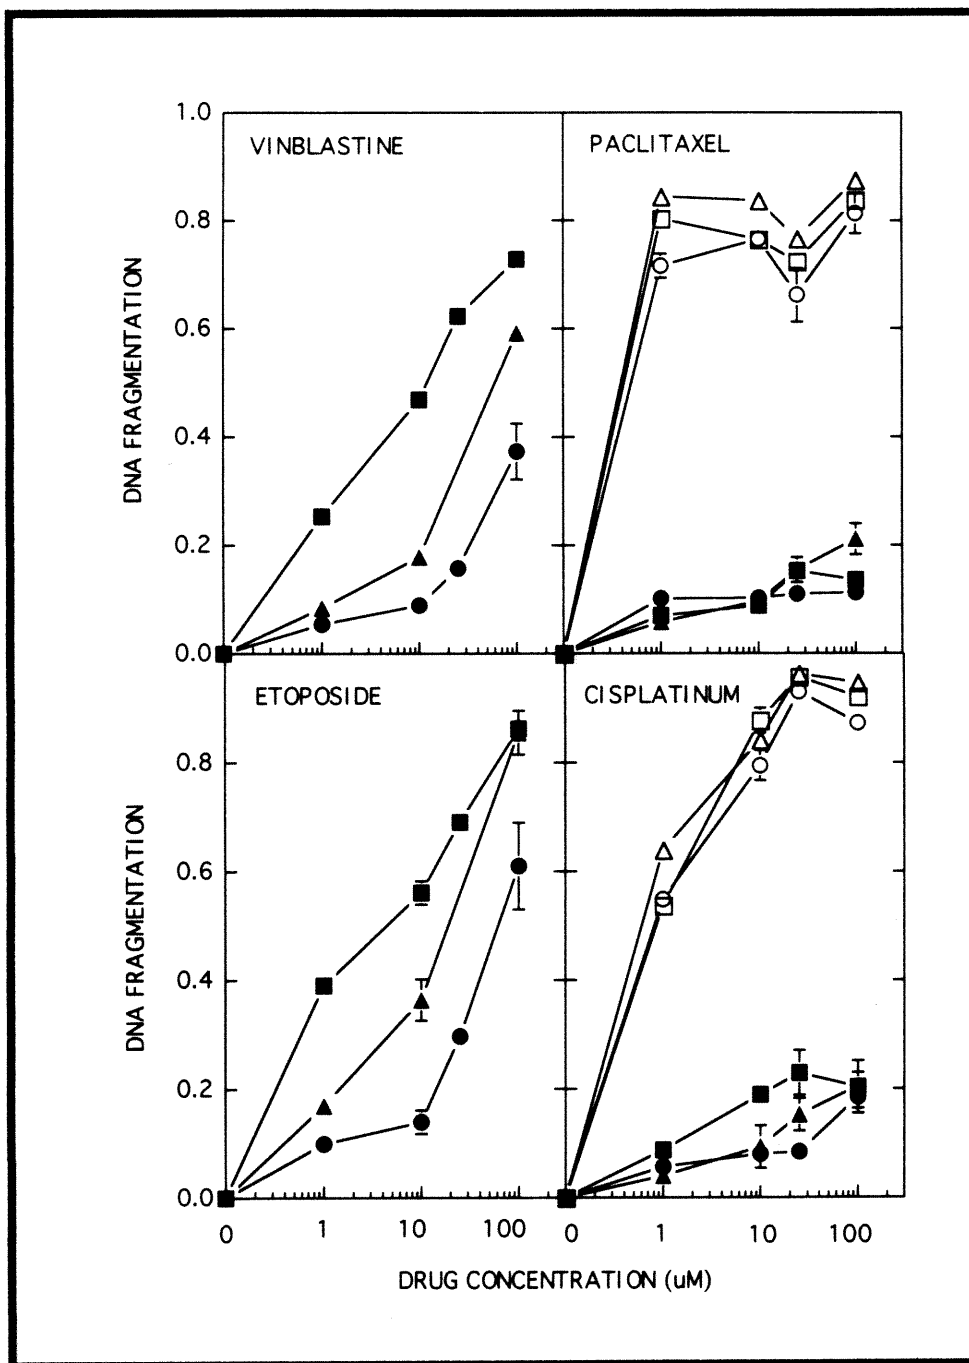 1.0
VINBLASTINE
PACLITAXEL
0.8
0.6
0.4
0.2
0.0
DNA FRAGMENTATION
ETOPOSIDE
CISPLATINUM
0.8
0.6
0.4
0.2
0.0
DNA FRAGMENTATION
0 1 10 100 0 1 10 100
DRUG CONCENTRATION (uM)